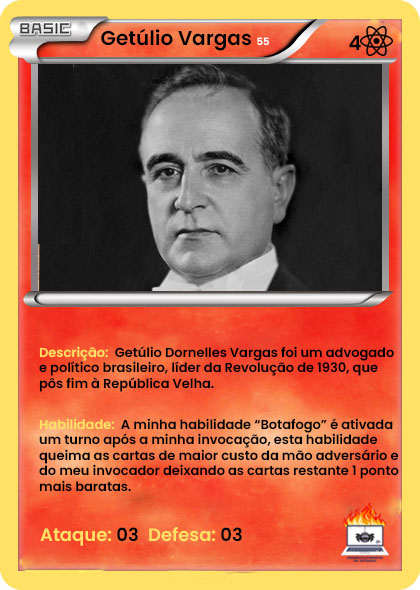 BASIC
Getúlio Vargas 55
4
Descrição: Getúlio Dornelles Vargas foi um advogado
e político brasileiro, líder da Revolução de 1930, que
pôs fim à República Velha.
Habilidade: A minha habilidade “Botafogo” é ativada
um turno após a minha invocação, esta habilidade
queima as cartas de maior custo da mão adversário e
do meu invocador deixando as cartas restante 1 ponto
mais baratas.
Ataque: 03 Defesa: 03